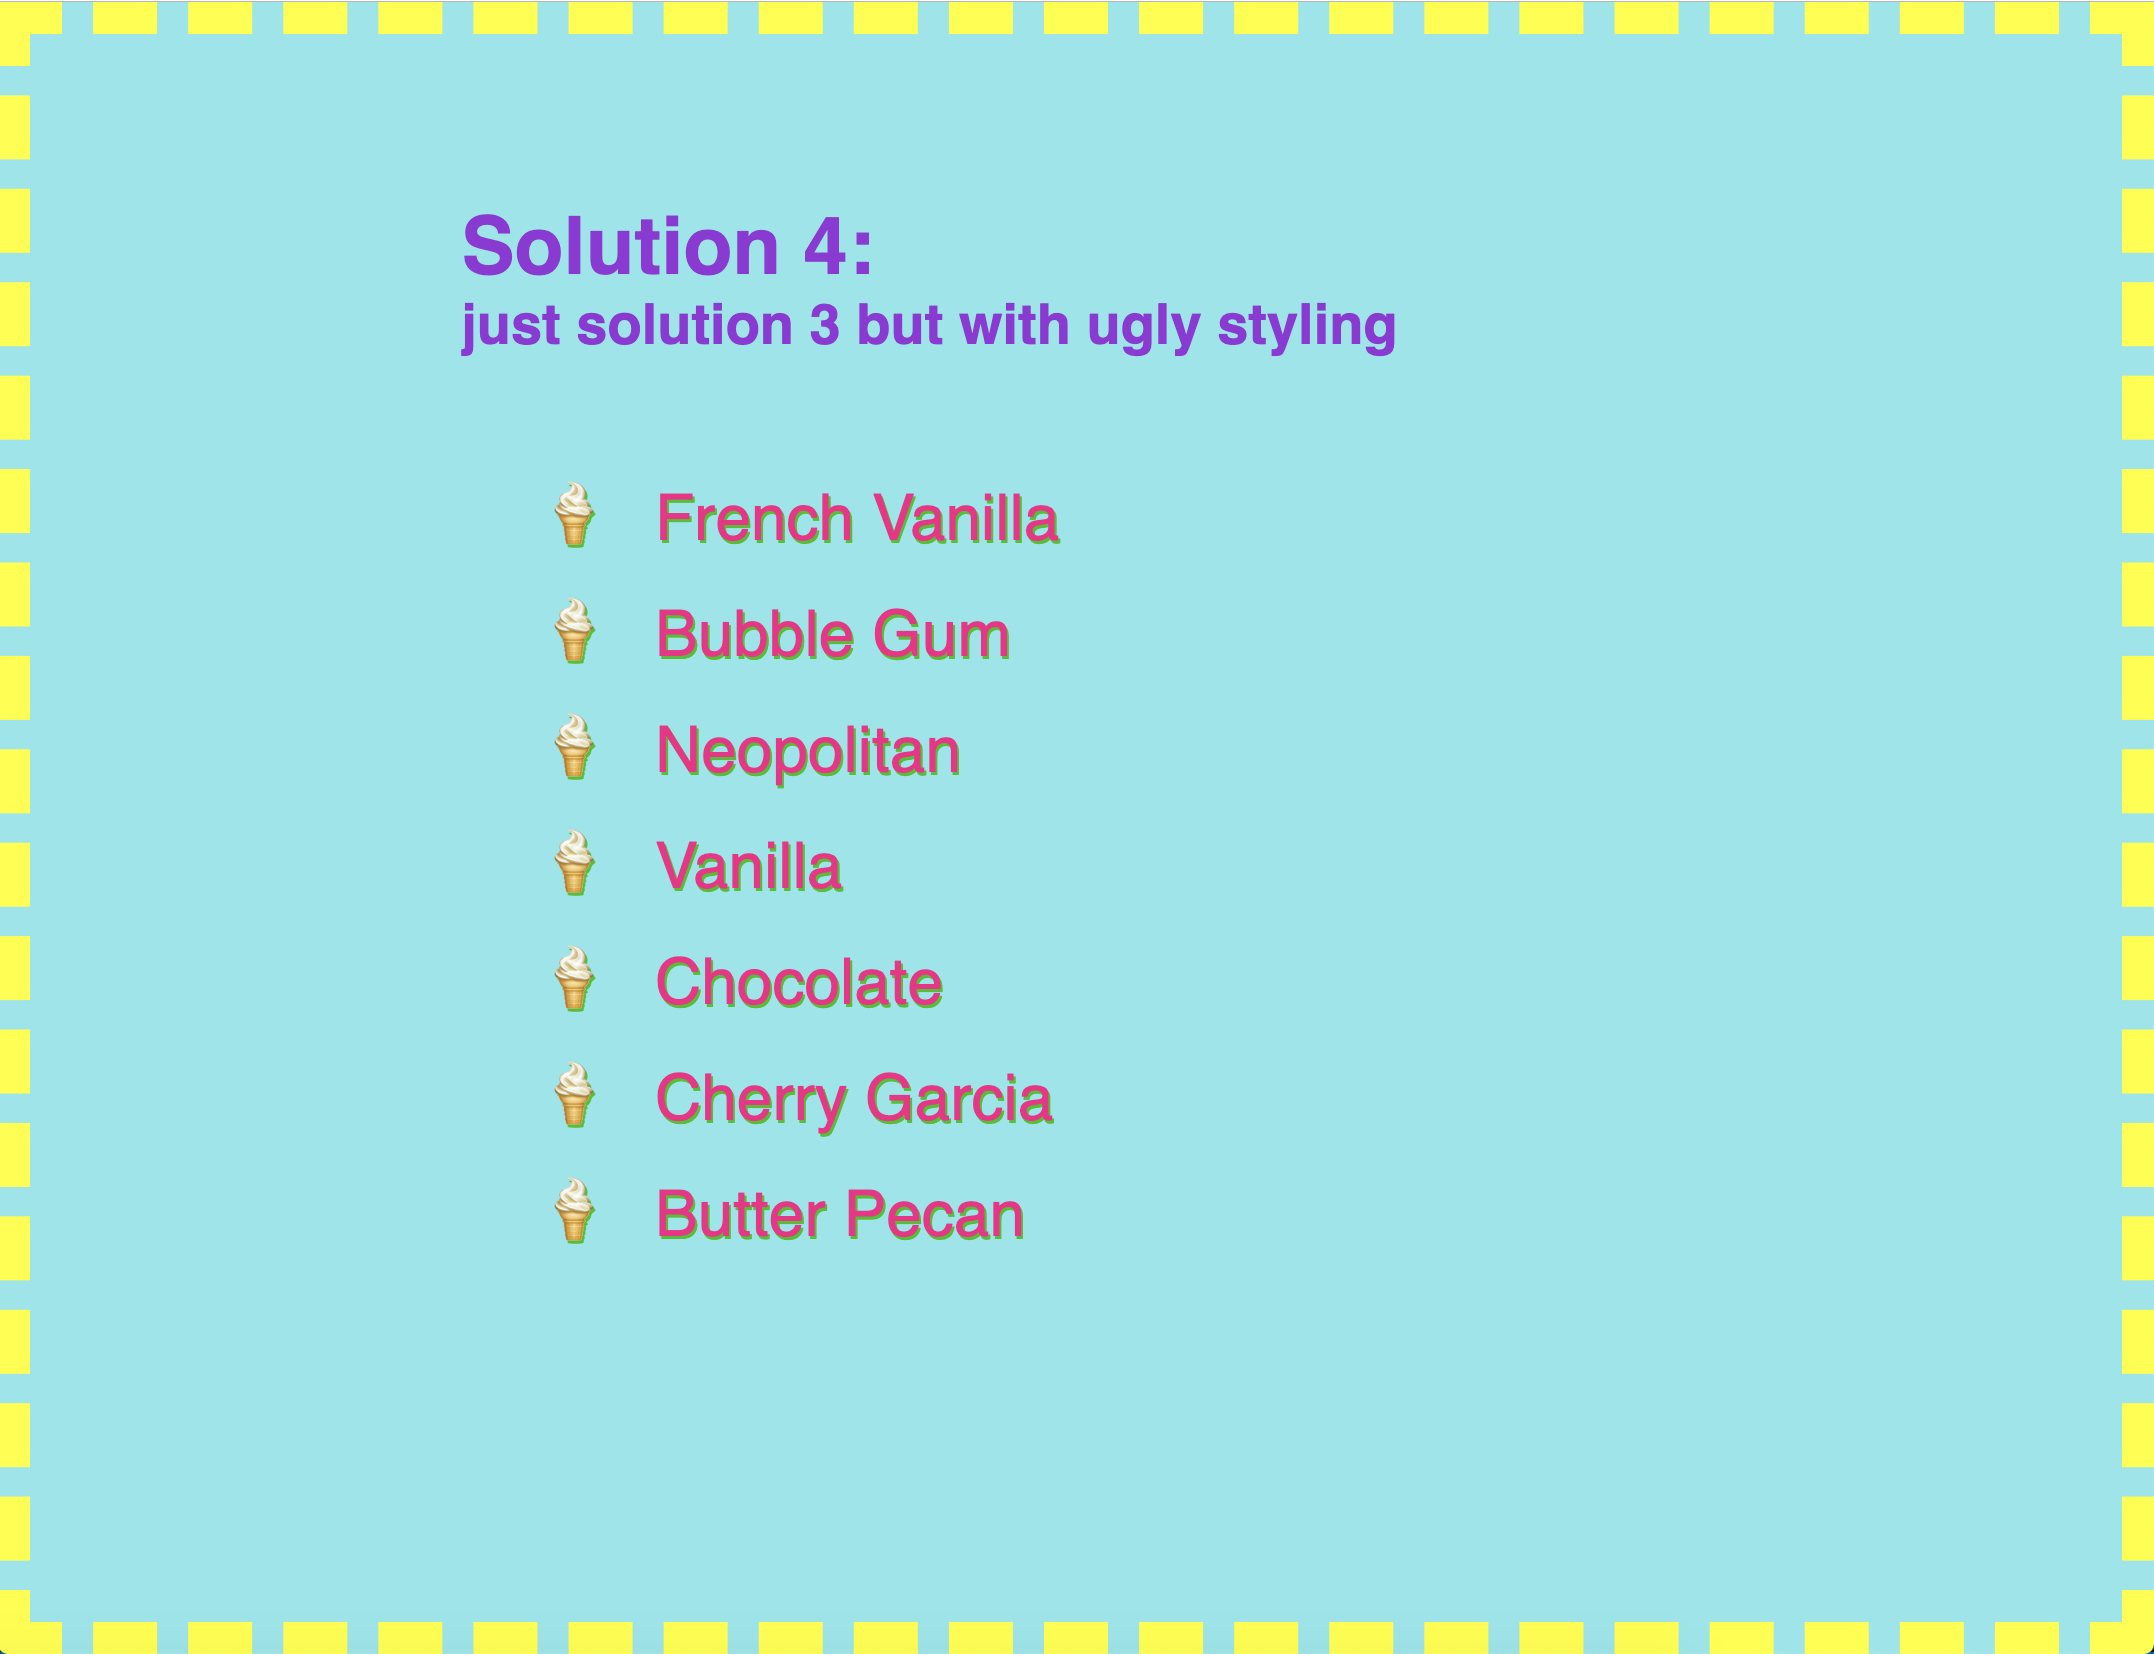 Solution 4:
just solution 3 but with ugly styling
French Vanilla
Bubble Gum
Neopolitan
Vanilla
Chocolate
Cherry Garcia
Butter Pecan